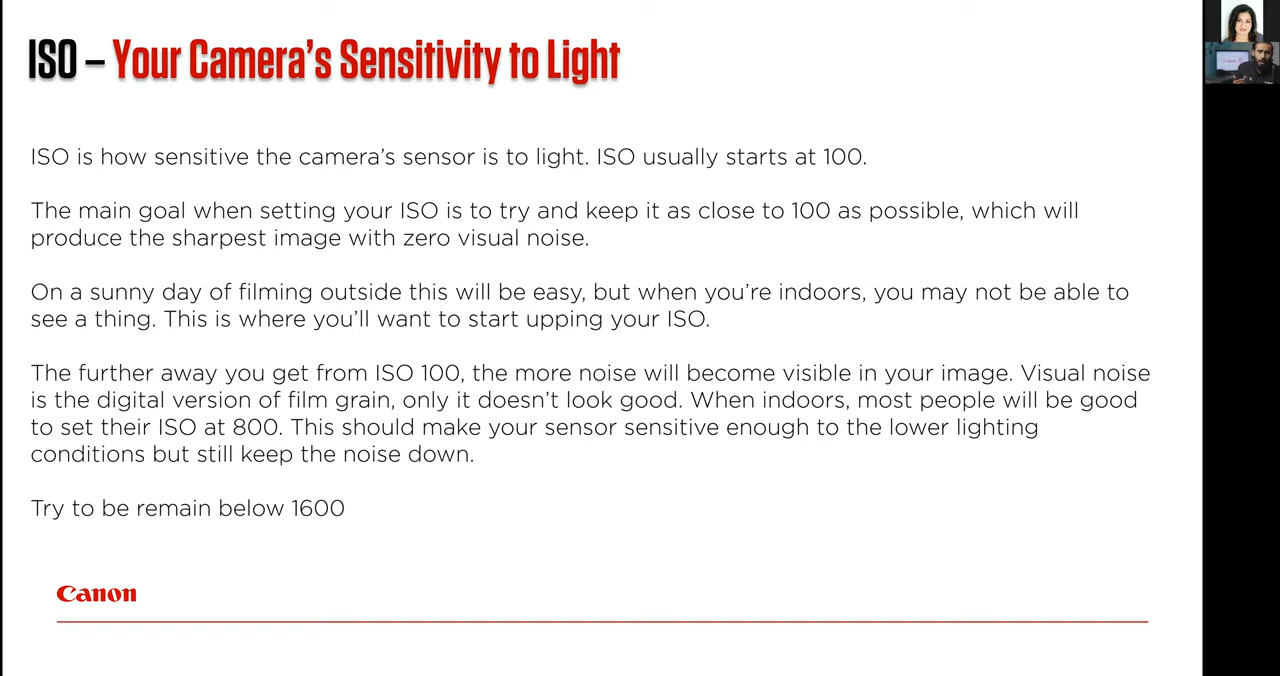 ISO – Your Camera's Sensitivity to Light
ISO is how sensitive the camera's sensor is to light. ISO usually starts at 100.
The main goal when setting your ISO is to try and keep it as close to 100 as possible, which will
produce the sharpest image with zero visual noise.
On a sunny day of filming outside this will be easy, but when you're indoors, you may not be able to
see a thing. This is where you'll want to start upping your ISO.
The further away you get from ISO 100, the more noise will become visible in your image. Visual noise
is the digital version of film grain, only it doesn't look good. When indoors, most people will be good
to set their ISO at 800. This should make your sensor sensitive enough to the lower lighting
conditions but still keep the noise down.
Try to be remain below 1600
Canon